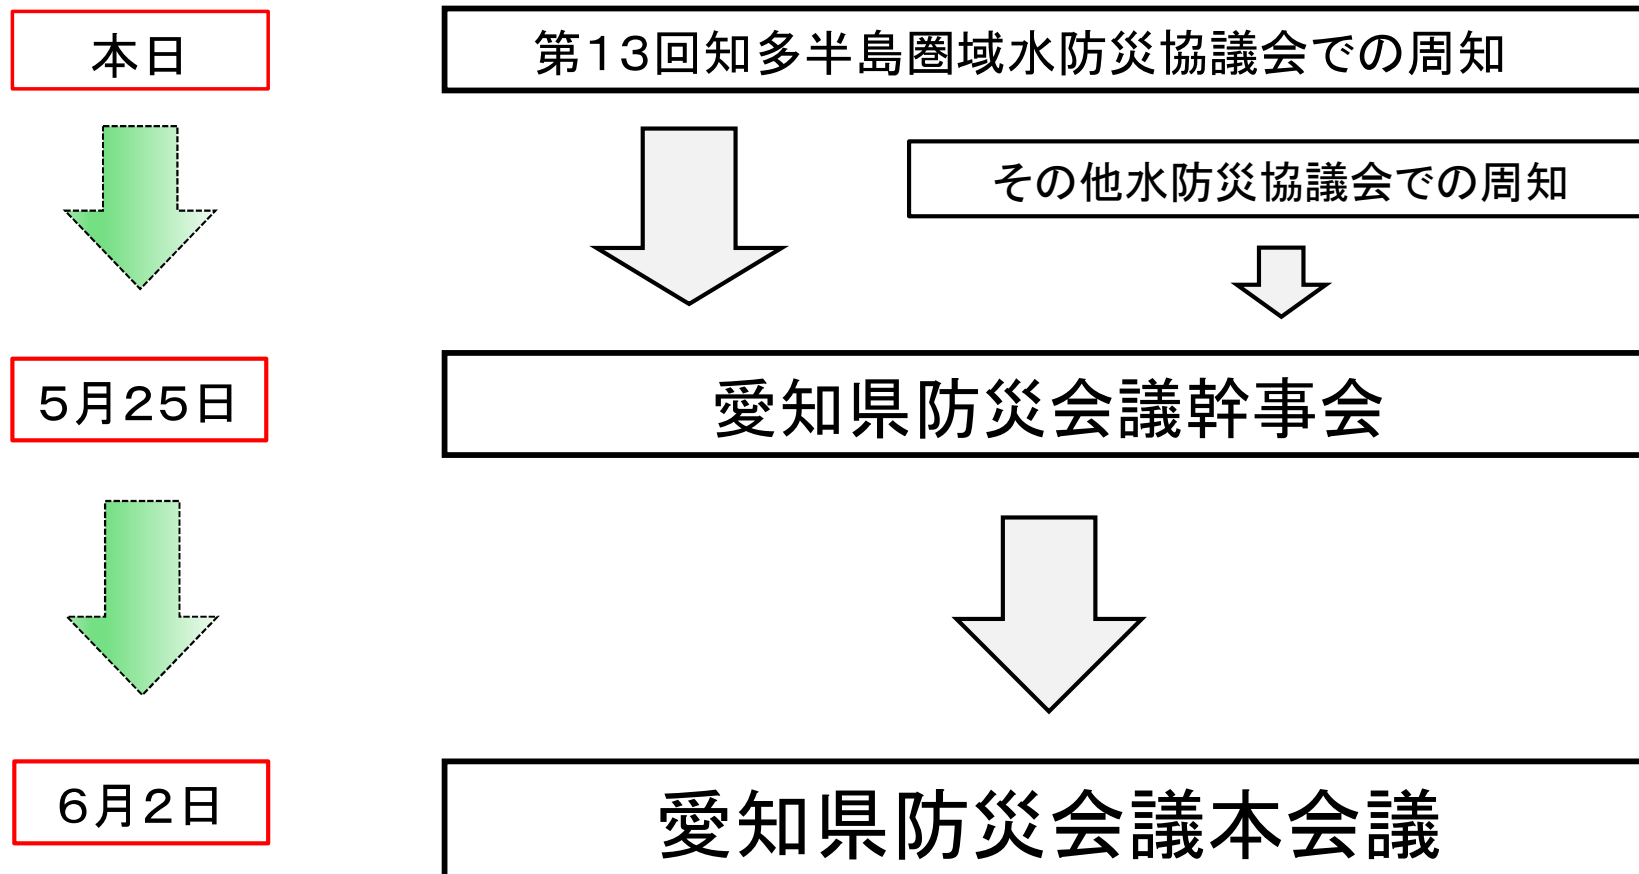 本日
第13回知多半島圏域水防災協議会での周知
その他水防災協議会での周知
5月25日
愛知県防災会議幹事会
6月2日
愛知県防災会議本会議